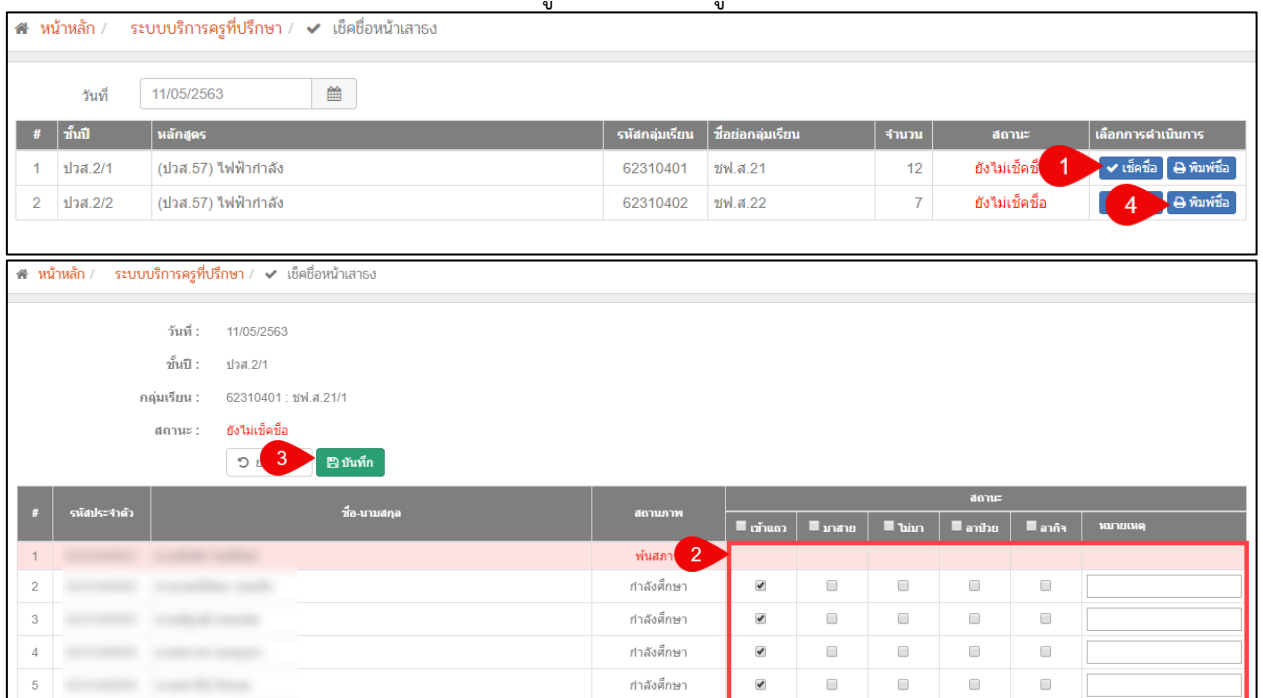 หน้าหลัก / ระบบบริการครูที่ปรึกษา / เช็คชื่อหน้าเสาธง
วันที่ 11/05/2563
# ชั้นปี หลักสูตร รหัสกลุ่มเรียน ชื่อย่อกลุ่มเรียน จำนวน สถานะ เลือกการดำเนินการ
1 ปวส.2/1 (ปวส.57) ไฟฟ้ากำลัง 62310401 ชฟ.ส.21 12 ยังไม่เช็คชื่อ 1 เช็คชื่อ พิมพ์ชื่อ
2 ปวส.2/2 (ปวส.57) ไฟฟ้ากำลัง 62310402 ชฟ.ส.22 7 ยังไม่เช็คชื่อ 4 พิมพ์ชื่อ
หน้าหลัก / ระบบบริการครูที่ปรึกษา / เช็คชื่อหน้าเสาธง
วันที่ : 11/05/2563
ชั้นปี : ปวส.2/1
กลุ่มเรียน : 62310401 : ชฟ.ส.21/1
สถานะ : ยังไม่เช็คชื่อ
3 บันทึก
สถานะ
# รหัสประจำตัว ชื่อ-นามสกุล สถานภาพ เข้าแถว มาสาย ไม่มา ลาป่วย ลากิจ หมายเหตุ
1 พ้นสภาพ 2
2 กำลังศึกษา
3 กำลังศึกษา
4 กำลังศึกษา
5 กำลังศึกษา